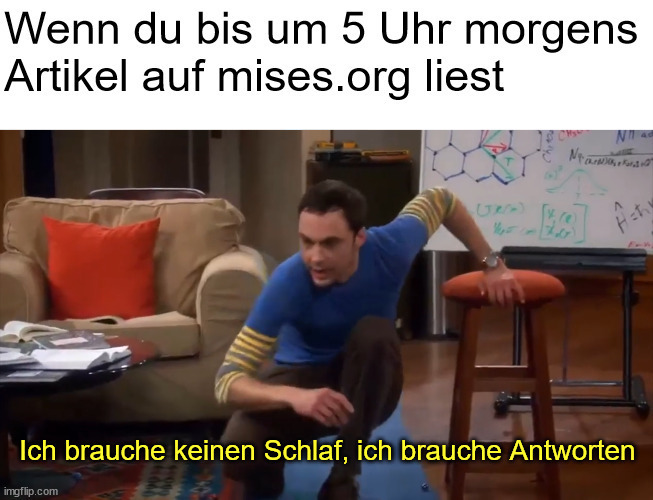 Wenn du bis um 5 Uhr morgens
Artikel auf mises.org liest
Ich brauche keinen Schlaf, ich brauche Antworten
imgflip.com